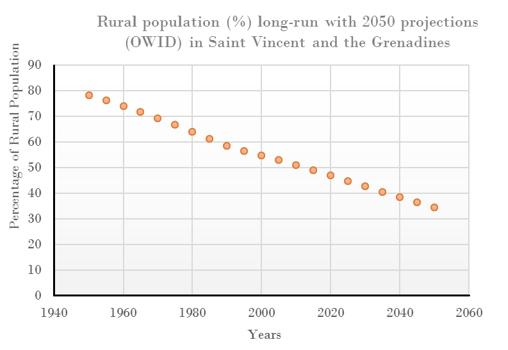 Rural population (%) long-run with 2050 projections
(OWID) in Saint Vincent and the Grenadines
Percentage of Rural Population
90
80
70
60
50
40
30
20
10
0
1940 1960 1980 2000 2020 2040 2060
Years